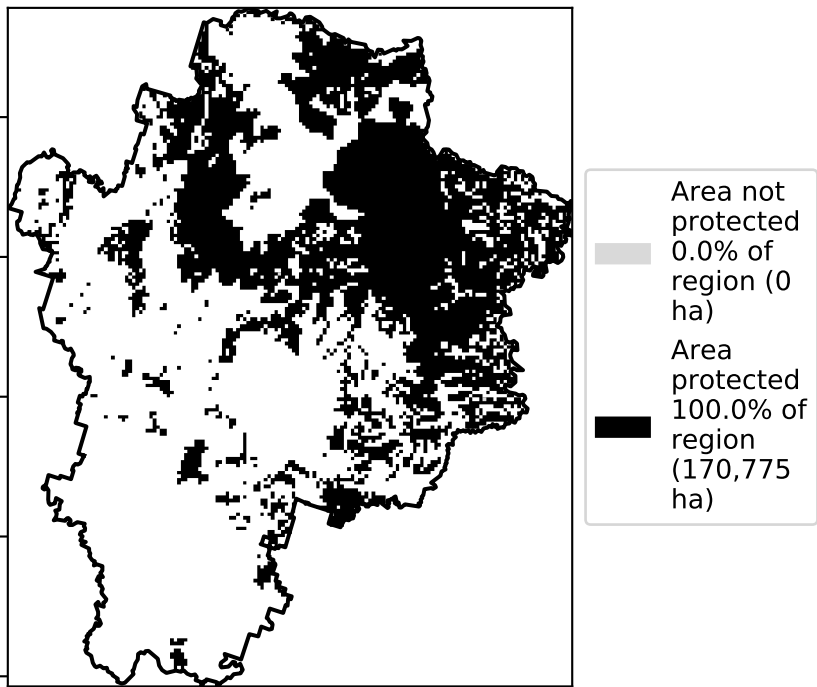 Area not
protected
0.0% of
region (0
ha)
Area
protected
100.0% of
region
(170,775
ha)